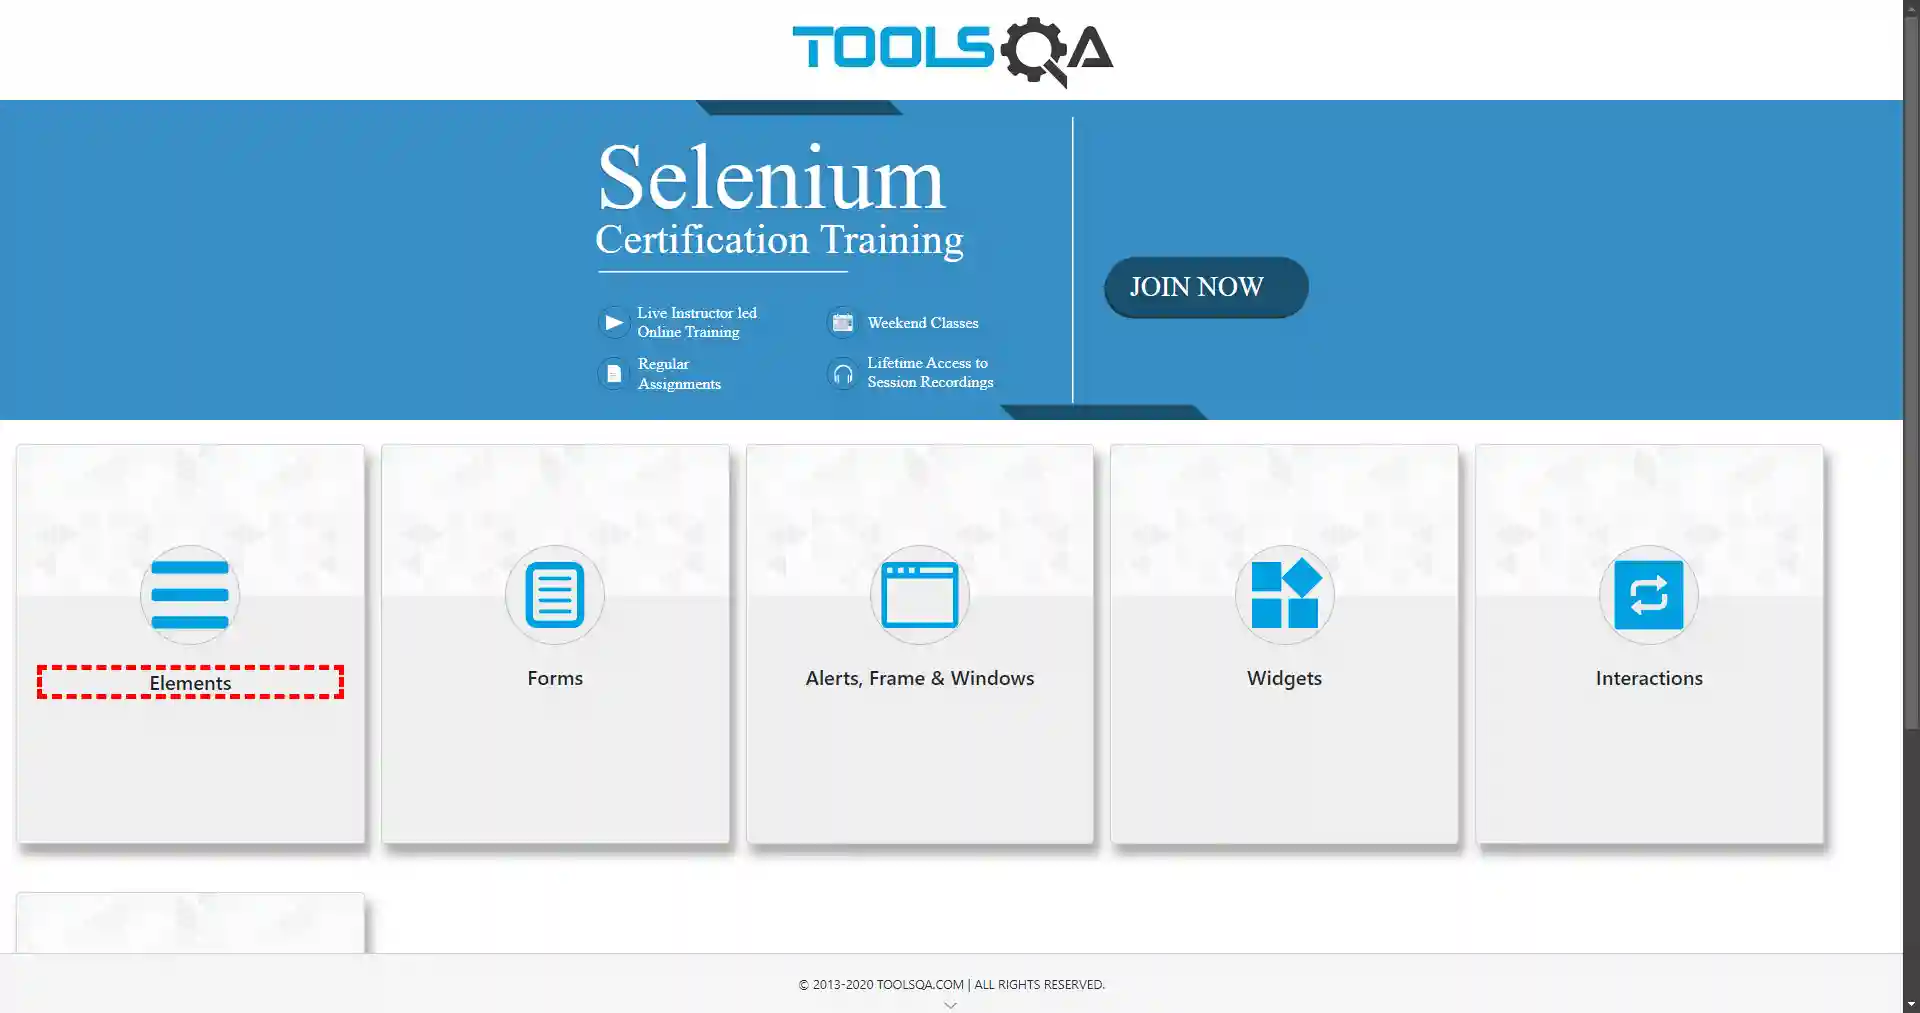 TOOLSQA
Selenium
Certification Training
Live Instructor led
Online Training
Weekend Classes
Regular
Assignments
Lifetime Access to
Session Recordings
JOIN NOW
Elements
Forms
Alerts, Frame & Windows
Widgets
Interactions
© 2013-2020 TOOLSQA.COM | ALL RIGHTS RESERVED.